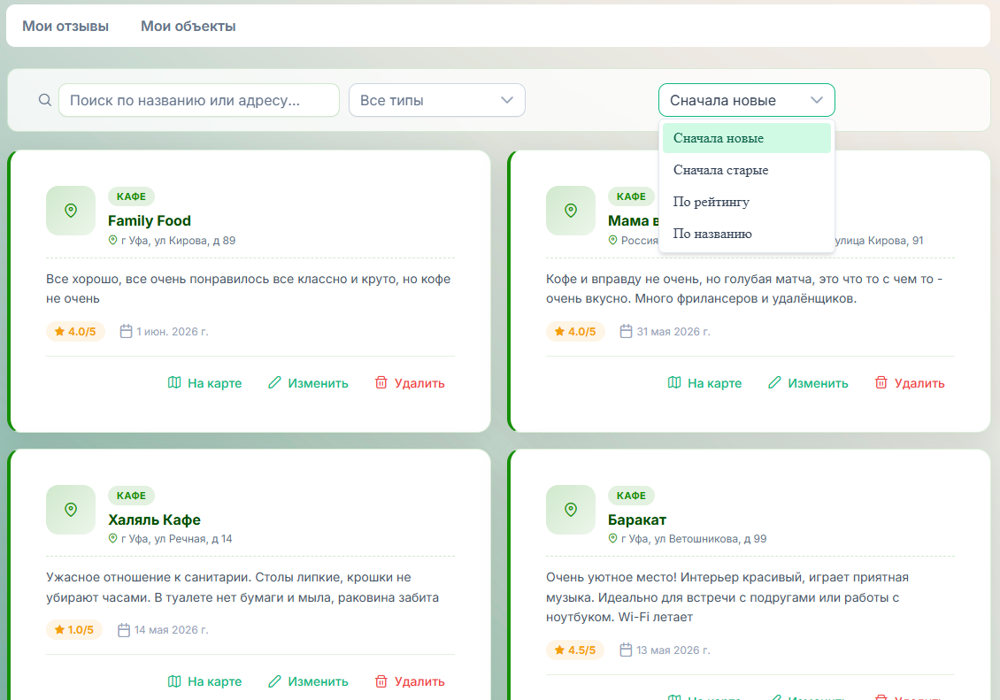 Мои отзывы
Мои объекты
Поиск по названию или адресу...
Все типы
Сначала новые
Сначала новые
Сначала старые
По рейтингу
По названию
КАФЕ
Family Food
г Уфа, ул Кирова, д 89
Все хорошо, все очень понравилось все классно и круто, но кофе
не очень
4.0/5
1 июн. 2026 г.
На карте
Изменить
Удалить
КАФЕ
Мама
Россия
улица Кирова, 91
Кофе и вправду не очень, но голубая матча, это что то с чем то -
очень вкусно. Много фрилансеров и удалёнщиков.
4.0/5
31 мая 2026 г.
На карте
Изменить
Удалить
КАФЕ
Халяль Кафе
г Уфа, ул Речная, д 14
Ужасное отношение к санитарии. Столы липкие, крошки не
убирают часами. В туалете нет бумаги и мыла, раковина забита
1.0/5
14 мая 2026 г.
На карте
Изменить
Удалить
КАФЕ
Баракат
г Уфа, ул Ветошникова, д 99
Очень уютное место! Интерьер красивый, играет приятная
музыка. Идеально для встречи с подругами или работы с
ноутбуком. Wi-Fi летает
4.5/5
13 мая 2026 г.
На карте
Изменить
Удалить